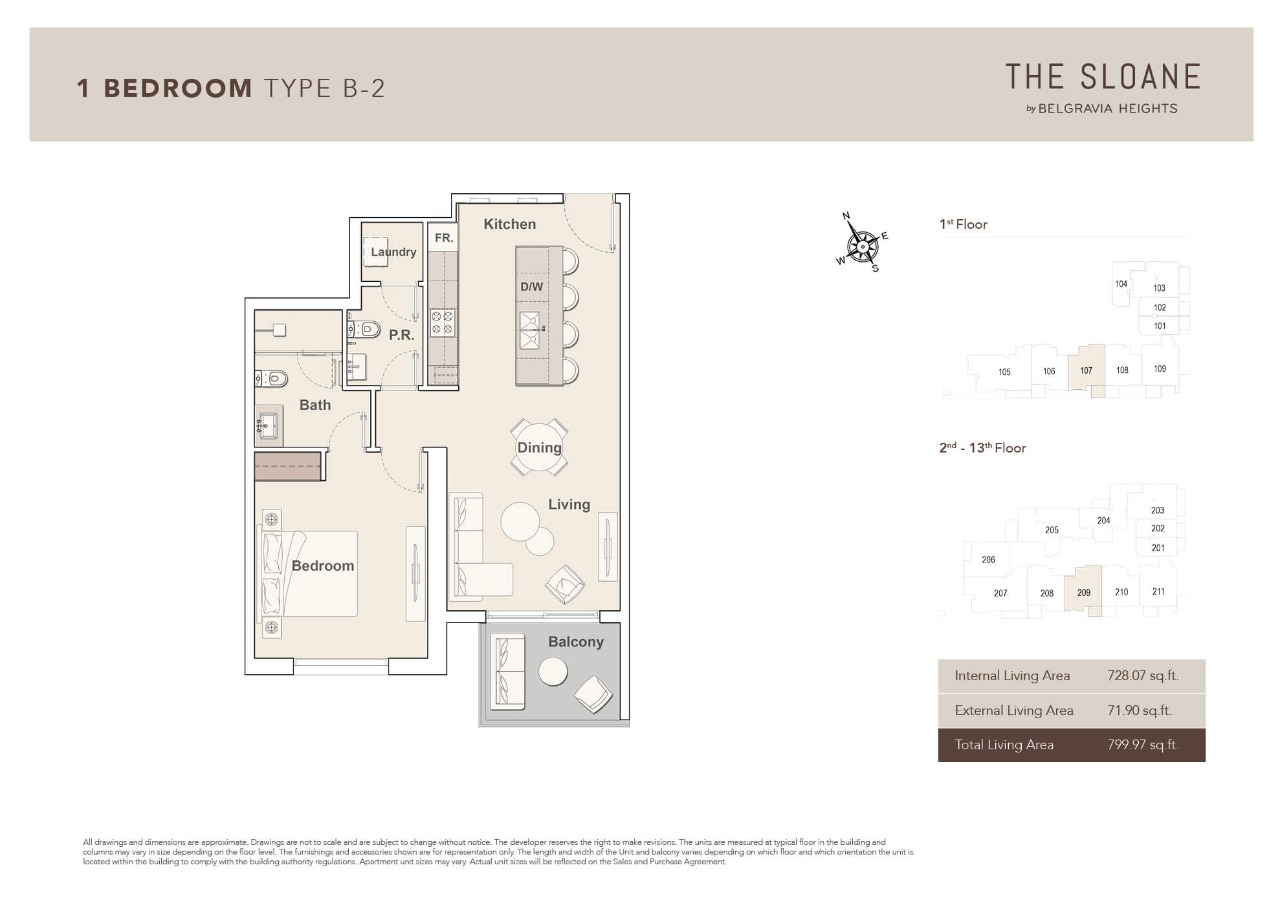 1 BEDROOM TYPE B-2
THE SLOANE
by BELGRAVIA HEIGHTS
Kitchen
FR.
Laundry
D/W
P.R.
Bath
Dining
Living
Bedroom
Balcony
N
E
W
S
1st Floor
104
103
102
101
105
106
107
108
109
2nd - 13th Floor
203
204
202
205
201
206
207
208
209
210
211
Internal Living Area 728.07 sq.ft.
External Living Area 71.90 sq.ft.
Total Living Area 799.97 sq.ft.
All drawings and dimensions are approximate. Drawings are not to scale and are subject to change without notice. The developer reserves the right to make revisions. The units are measured at typical floor in the building and
columns may vary in size depending on the floor level. The furnishings and accessories shown are for representation only. The length and width of the Unit and balcony varies depending on which floor and which orientation the unit is
located within the building to comply with the building authority regulations. Apartment unit sizes may vary. Actual unit sizes will be reflected on the Sales and Purchase Agreement.